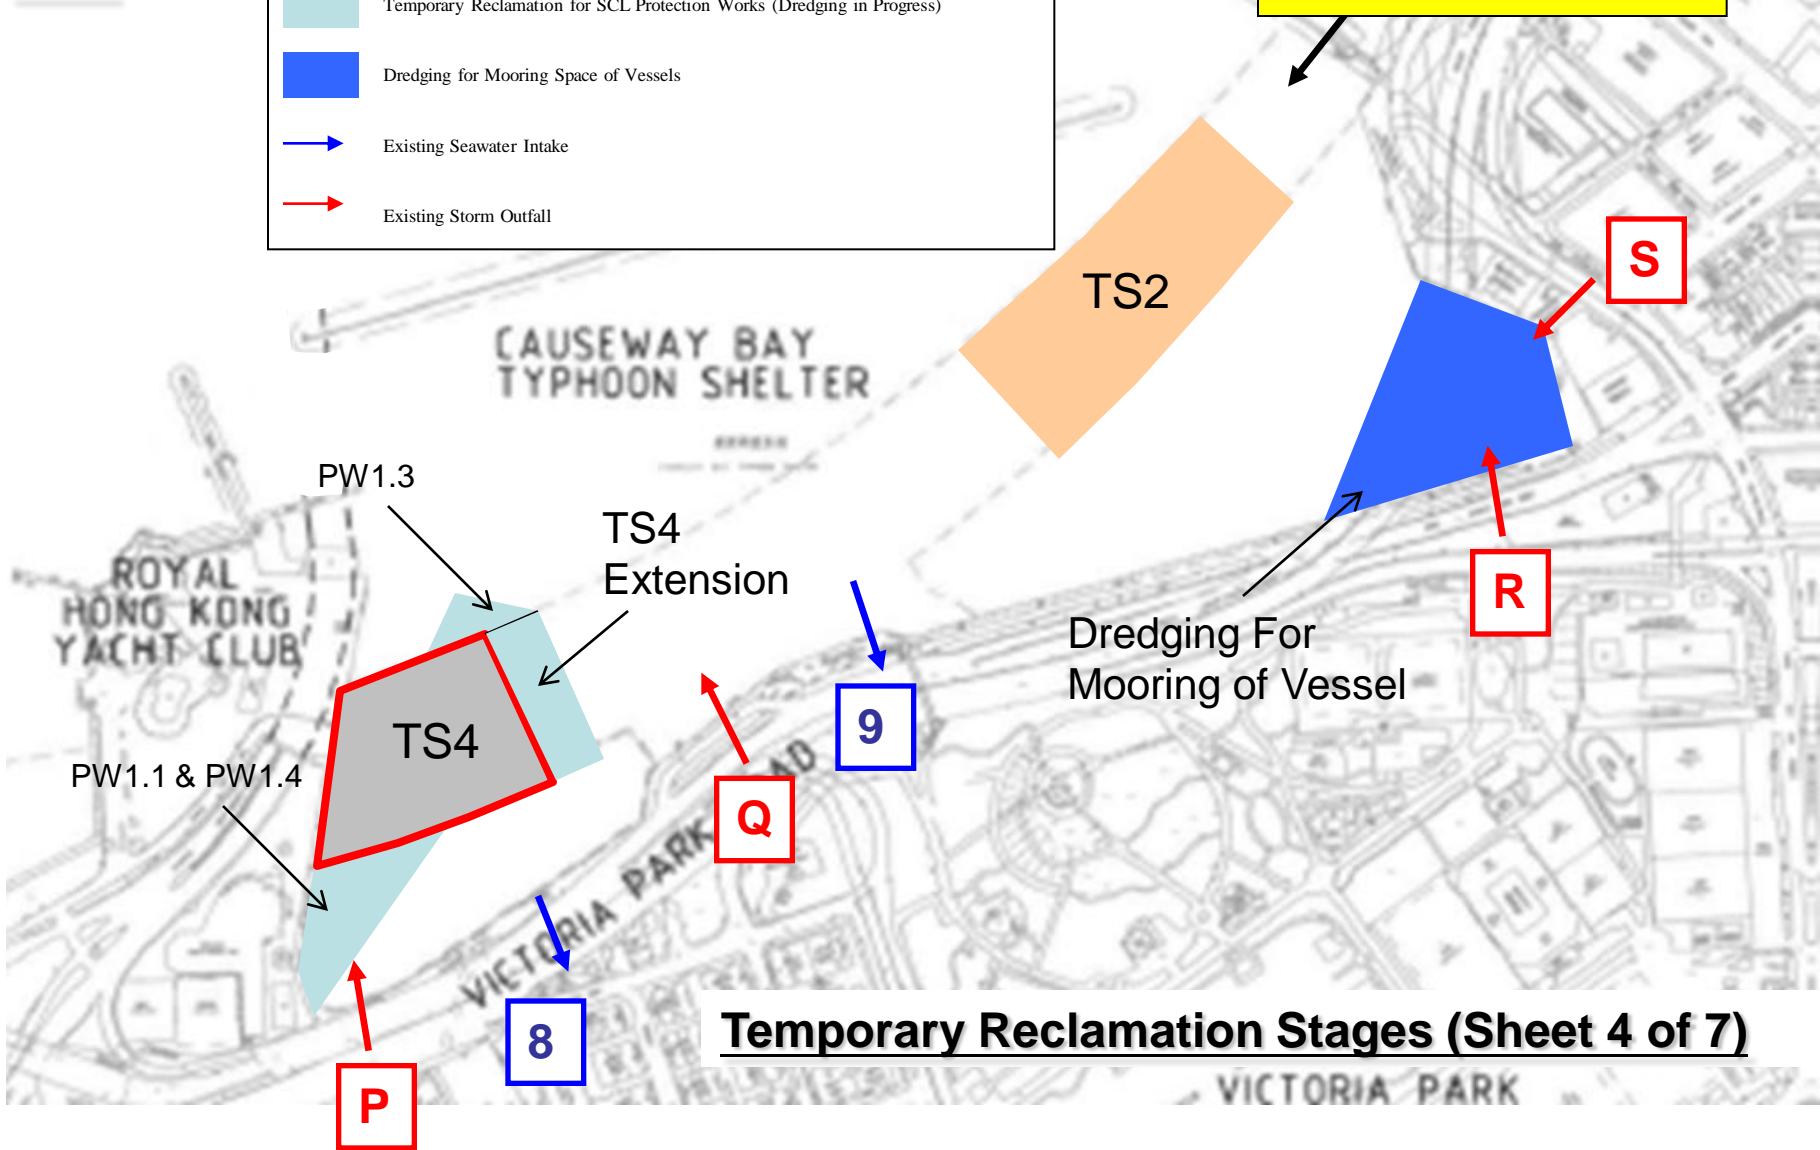 Temporary Reclamation for SCL Protection Works (Dredging in Progress)
Dredging for Mooring Space of Vessels
Existing Seawater Intake
Existing Storm Outfall
S
TS2
CAUSEWAY BAY
TYPHOON SHELTER
PW1.3
TS4
Extension
ROYAL
HONG KONG
YACHT CLUB
R
Dredging For
Mooring of Vessel
9
TS4
PW1.1 & PW1.4
Q
VICTORIA PARK
AD
8
Temporary Reclamation Stages (Sheet 4 of 7)
P
VICTORIA PARK